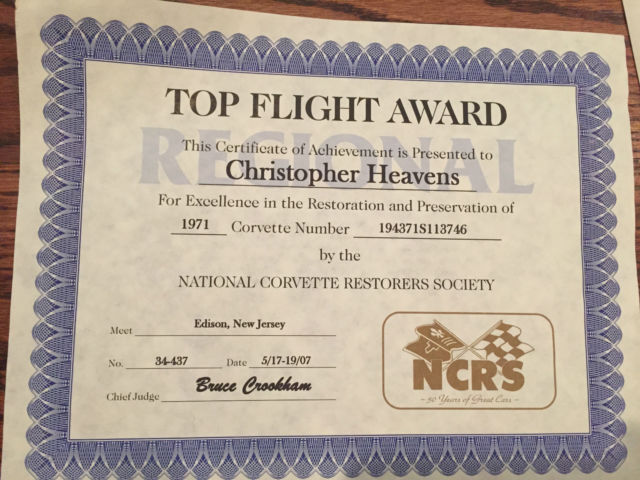 TOP FLIGHT AWARD
REGIONAL
This Certificate of Achievement is Presented to
Christopher Heavens
For Excellence in the Restoration and Preservation of
1971 Corvette Number 194371S113746
by the
NATIONAL CORVETTE RESTORERS SOCIETY
Meet Edison, New Jersey
No. 34-437 Date 5/17-19/07
Chief Judge Bruce Crookham
NCRS
~ 30 Years of Great Cars ~